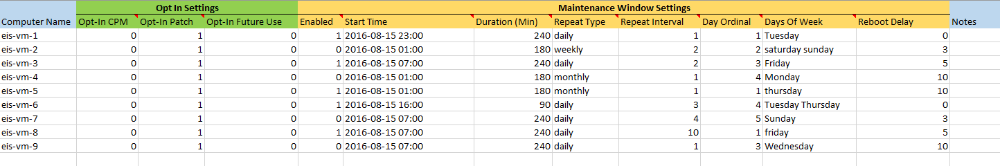 Opt In Settings Maintenance Window Settings
Computer Name Opt-In CPM Opt-In Patch Opt-In Future Use Enabled Start Time Duration (Min) Repeat Type Repeat Interval Day Ordinal Days Of Week Reboot Delay Notes
eis-vm-1 0 1 0 1 2016-08-15 23:00 240 daily 1 1 Tuesday 0
eis-vm-2 0 1 0 0 2016-08-15 01:00 180 weekly 2 2 saturday sunday 3
eis-vm-3 0 1 0 1 2016-08-15 07:00 240 daily 2 3 Friday 5
eis-vm-4 0 1 0 0 2016-08-15 01:00 180 monthly 1 4 Monday 10
eis-vm-5 0 1 0 1 2016-08-15 01:00 180 monthly 1 1 thursday 10
eis-vm-6 0 1 0 1 2016-08-15 16:00 90 daily 3 4 Tuesday Thursday 0
eis-vm-7 0 1 0 0 2016-08-15 07:00 240 daily 4 5 Sunday 3
eis-vm-8 0 1 0 1 2016-08-15 07:00 240 daily 10 1 friday 5
eis-vm-9 0 1 0 0 2016-08-15 07:00 240 daily 1 3 Wednesday 10